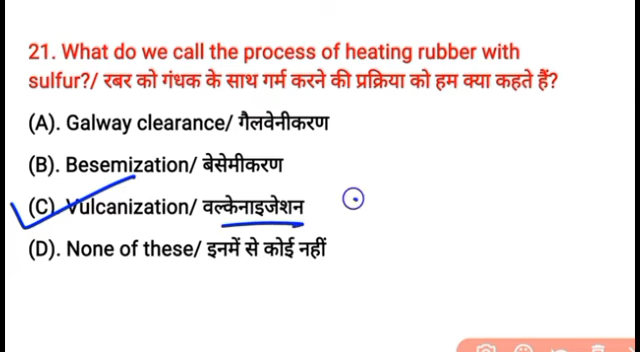 21. What do we call the process of heating rubber with
sulfur?/ रबर को गंधक के साथ गर्म करने की प्रक्रिया को हम क्या कहते हैं?
(A). Galway clearance/ गैलवेनीकरण
(B). Besemization/ बेसेमीकरण
(C). Vulcanization/ वल्केनाइजेशन
(D). None of these/ इनमें से कोई नहीं